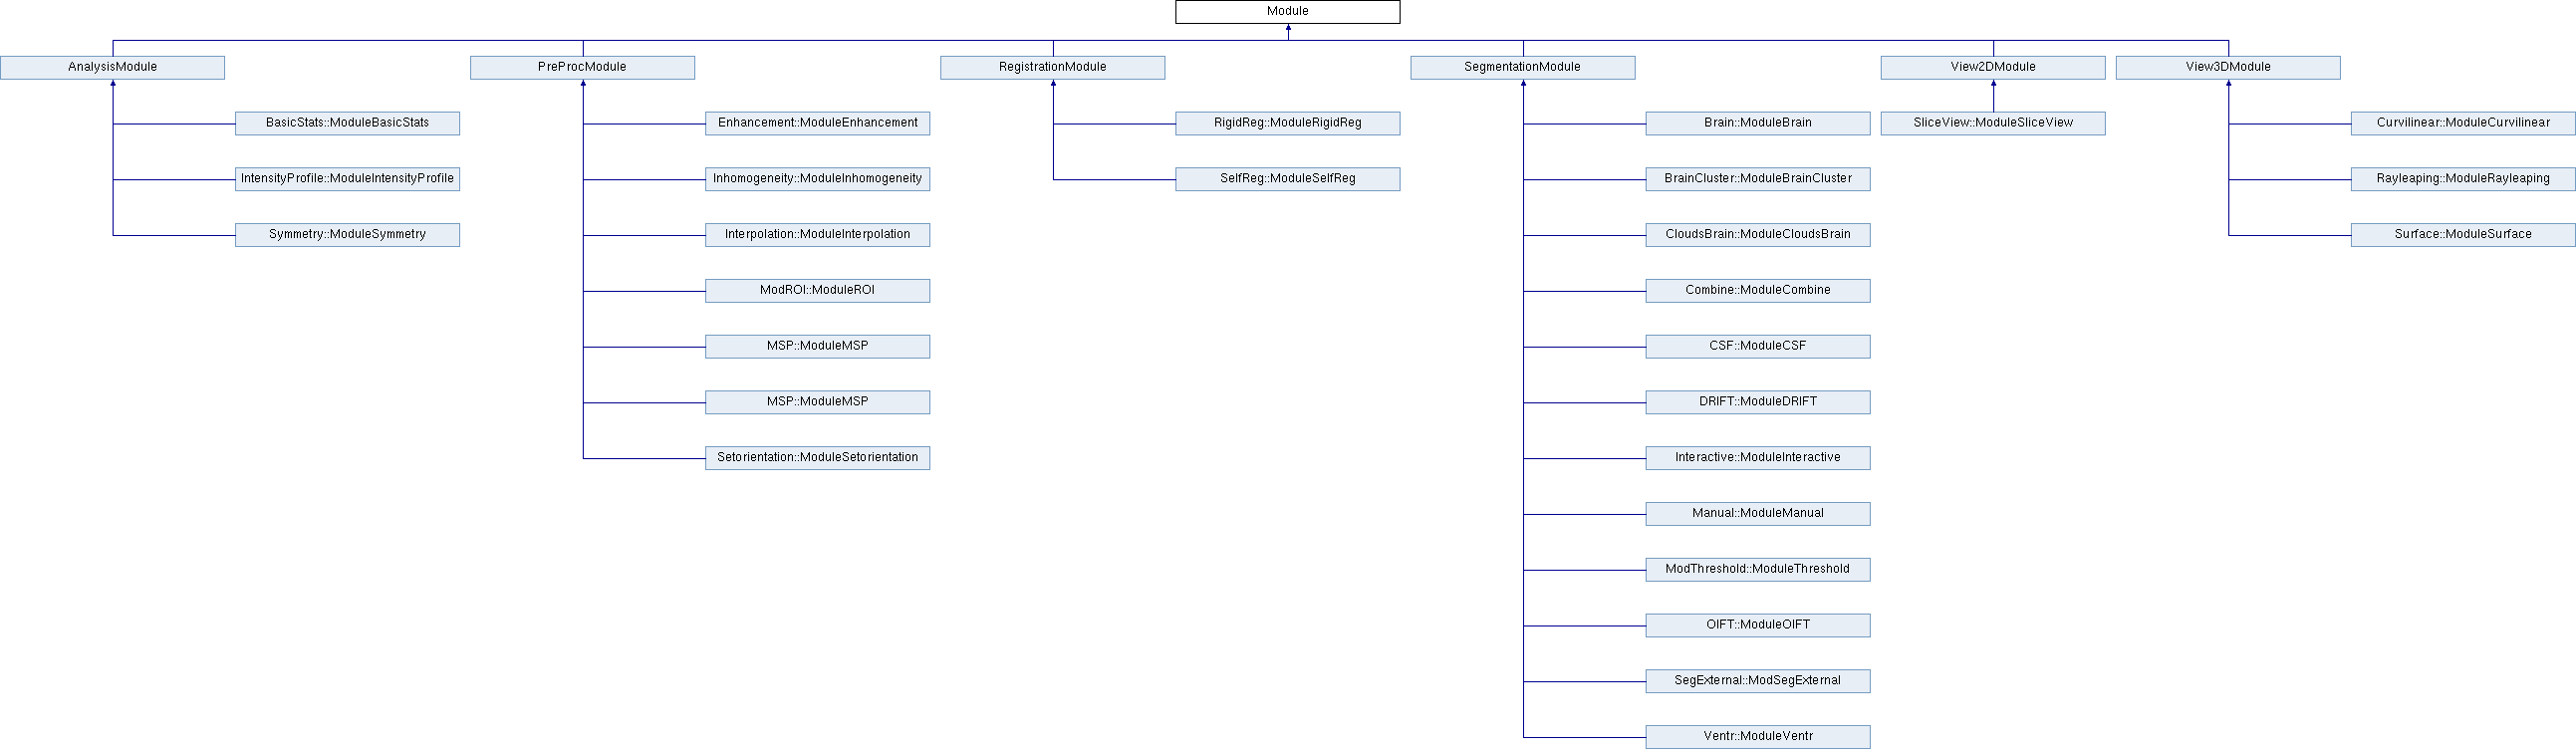 Module
AnalysisModule
PreProcModule
RegistrationModule
SegmentationModule
View2DModule
View3DModule
BasicStats::ModuleBasicStats
Enhancement::ModuleEnhancement
RigidReg::ModuleRigidReg
Brain::ModuleBrain
SliceView::ModuleSliceView
Curvilinear::ModuleCurvilinear
IntensityProfile::ModuleIntensityProfile
Inhomogeneity::ModuleInhomogeneity
SelfReg::ModuleSelfReg
BrainCluster::ModuleBrainCluster
Rayleaping::ModuleRayleaping
Symmetry::ModuleSymmetry
Interpolation::ModuleInterpolation
CloudsBrain::ModuleCloudsBrain
Surface::ModuleSurface
ModROI::ModuleROI
Combine::ModuleCombine
MSP::ModuleMSP
CSF::ModuleCSF
MSP::ModuleMSP
DRIFT::ModuleDRIFT
Setorientation::ModuleSetorientation
Interactive::ModuleInteractive
Manual::ModuleManual
ModThreshold::ModuleThreshold
OIFT::ModuleOIFT
SegExternal::ModSegExternal
Ventr::ModuleVentr